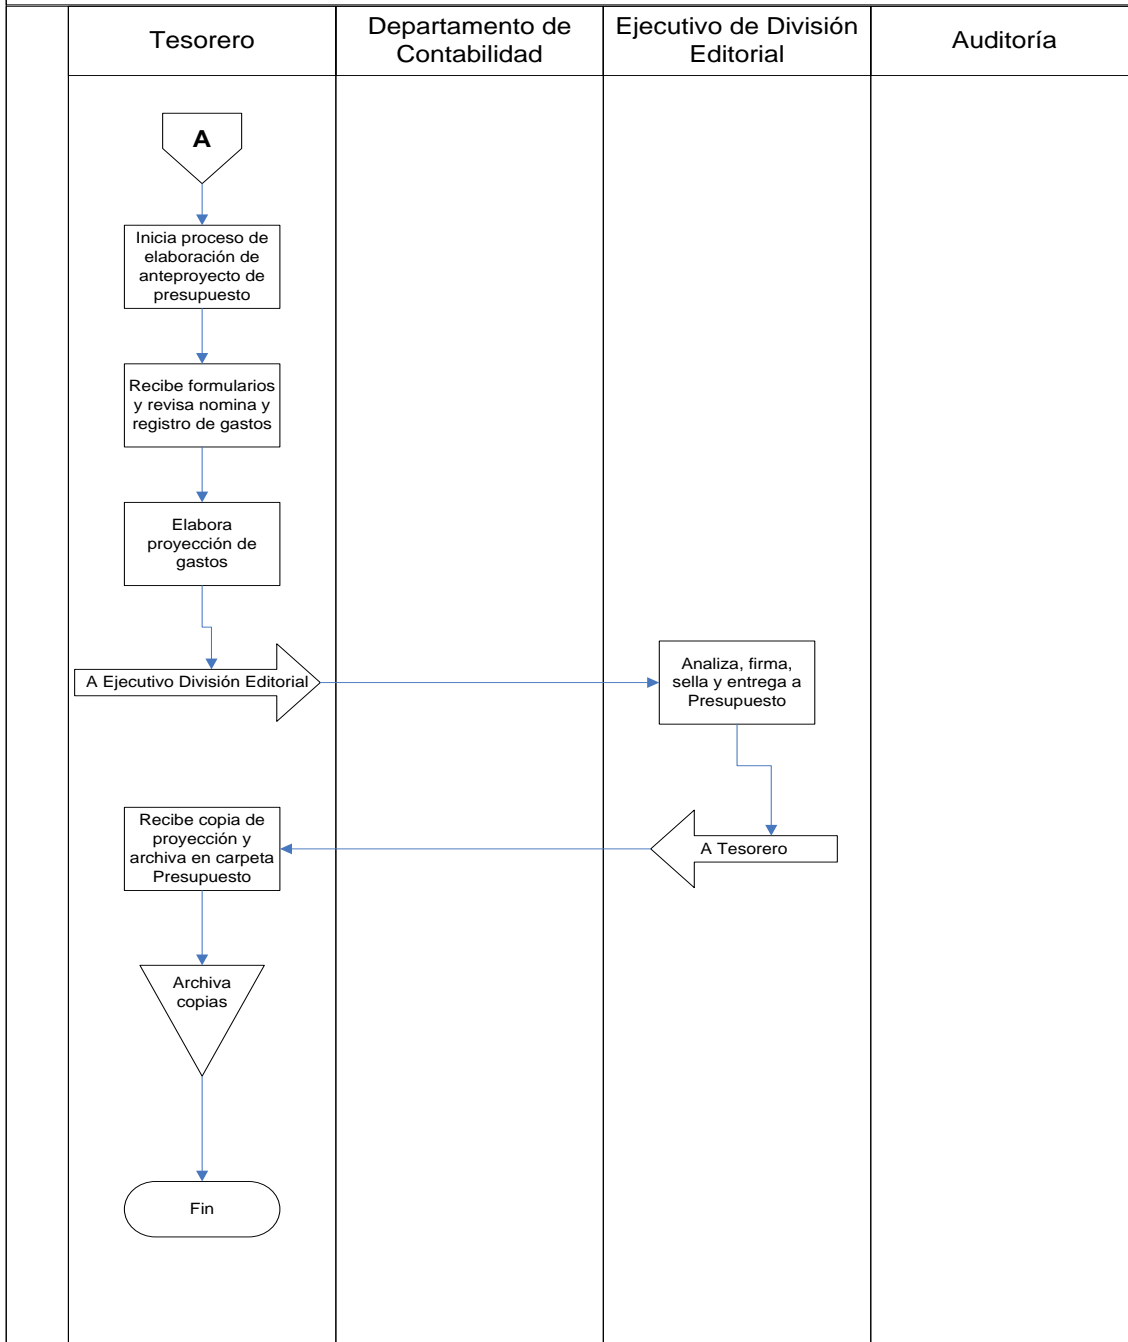 Tesorero
Departamento de
Contabilidad
Ejecutivo de División
Editorial
Auditoría
A
Inicia proceso de
elaboración de
anteproyecto de
presupuesto
Recibe formularios
y revisa nomina y
registro de gastos
Elabora
proyección de
gastos
A Ejecutivo División Editorial
Analiza, firma,
sella y entrega a
Presupuesto
A Tesorero
Recibe copia de
proyección y
archiva en carpeta
Presupuesto
Archiva
copias
Fin